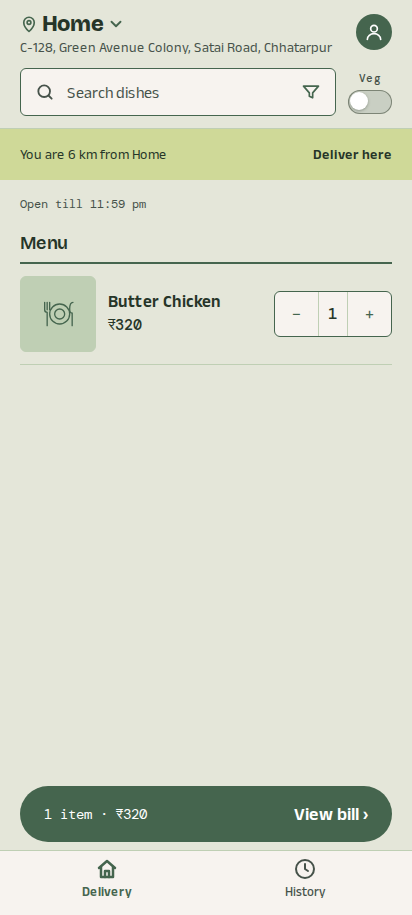 Home
C-128, Green Avenue Colony, Satai Road, Chhatarpur
Search dishes
Veg
You are 6 km from Home
Deliver here
Open till 11:59 pm
Menu
Butter Chicken
₹320
− 1 +
1 item · ₹320
View bill ›
Delivery
History